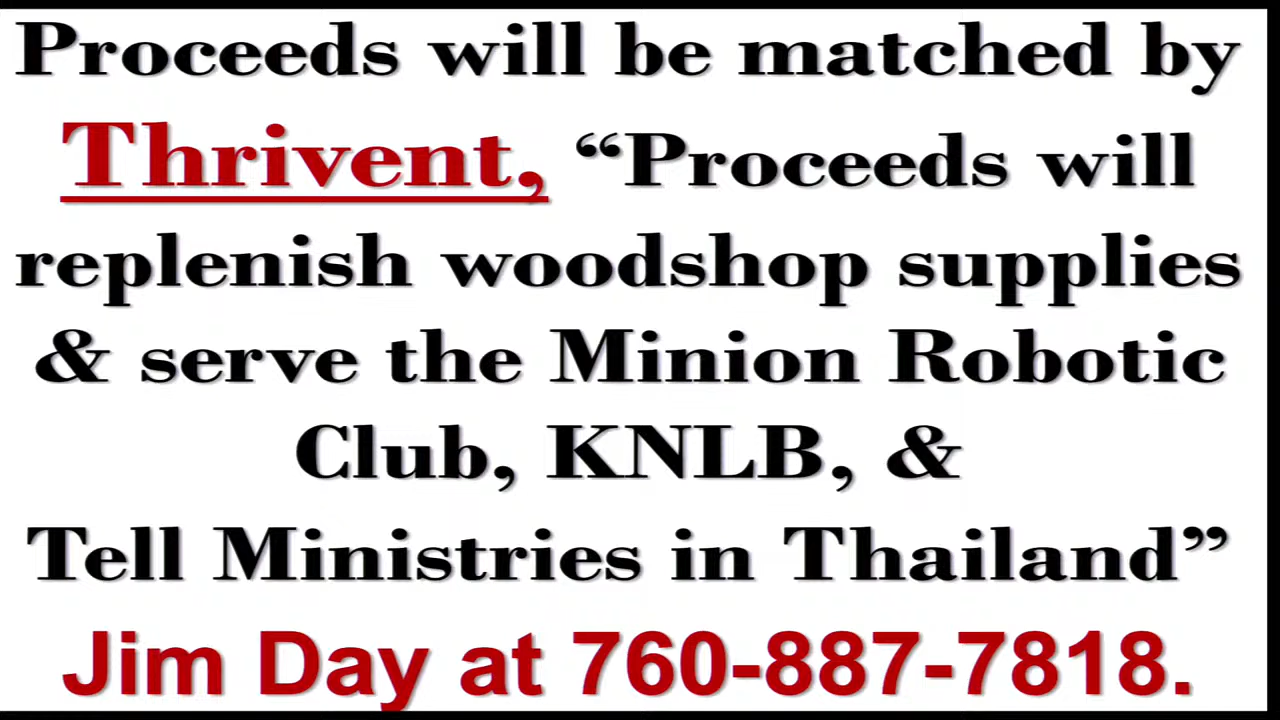 Proceeds will be matched by
Thrivent, “Proceeds will
replenish woodshop supplies
& serve the Minion Robotic
Club, KNLB, &
Tell Ministries in Thailand”
Jim Day at 760-887-7818.